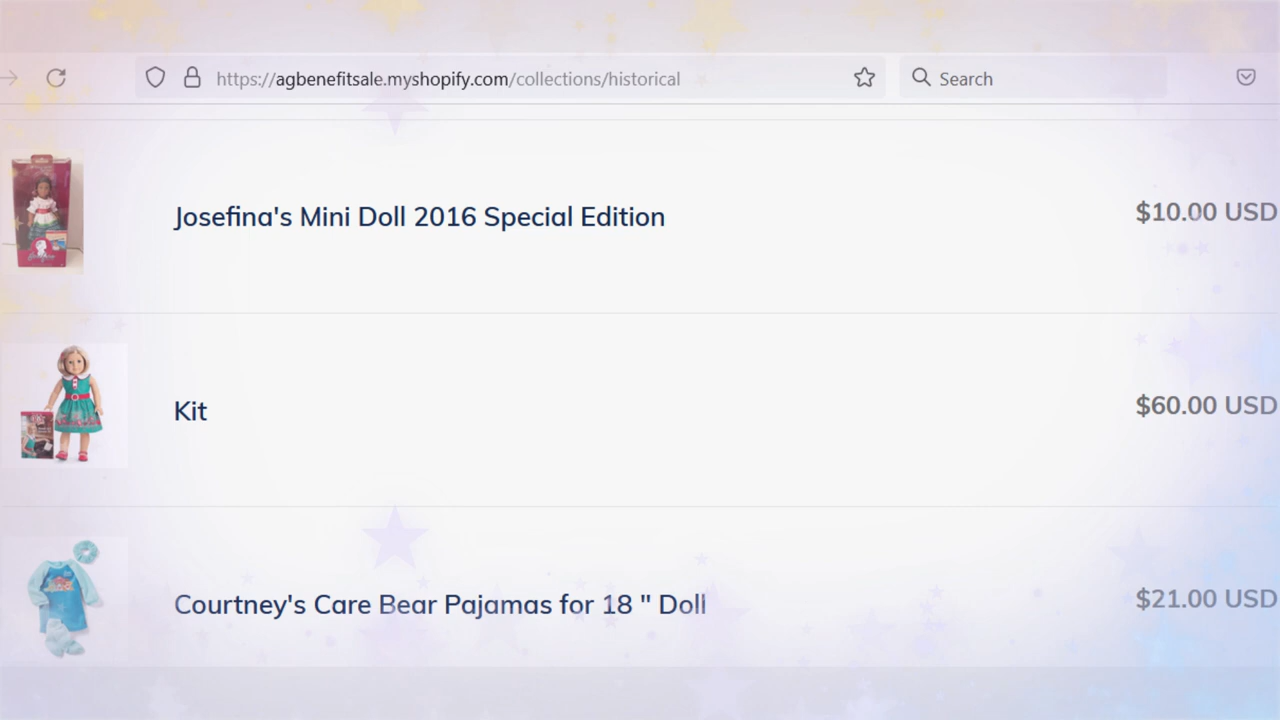 https://agbenefitsale.myshopify.com/collections/historical
Search
Josefina's Mini Doll 2016 Special Edition
$10.00 USD
Kit
$60.00 USD
Courtney's Care Bear Pajamas for 18 " Doll
$21.00 USD